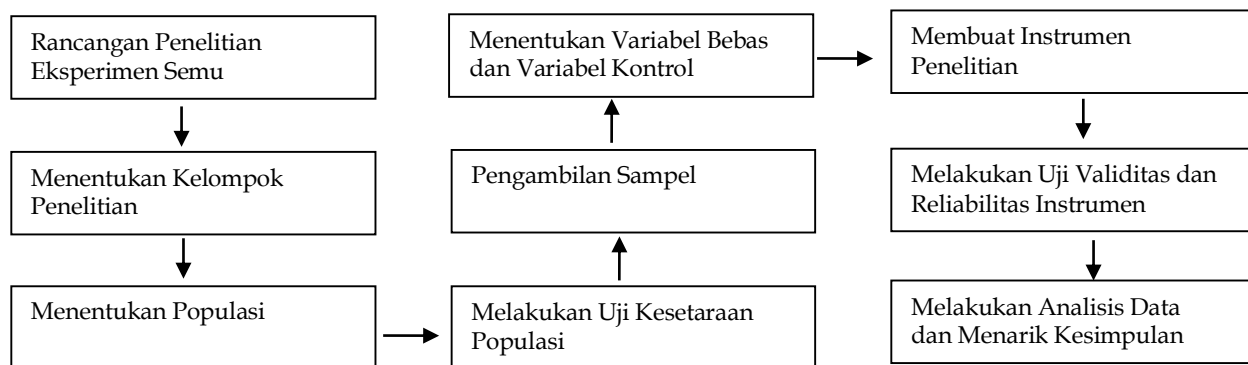 Rancangan Penelitian
Eksperimen Semu
Menentukan Kelompok
Penelitian
Menentukan Populasi
Melakukan Uji Kesetaraan
Populasi
Pengambilan Sampel
Menentukan Variabel Bebas
dan Variabel Kontrol
Membuat Instrumen
Penelitian
Melakukan Uji Validitas dan
Reliabilitas Instrumen
Melakukan Analisis Data
dan Menarik Kesimpulan